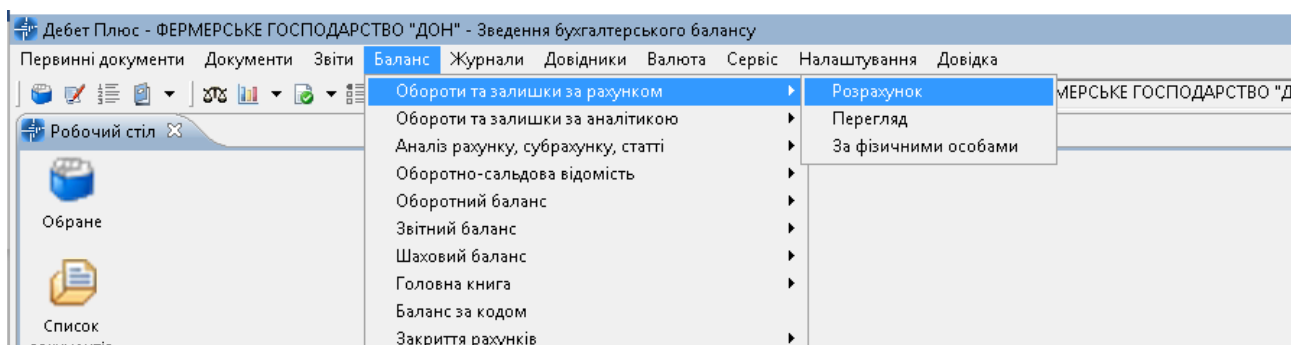 Дебет Плюс - ФЕРМЕРСЬКЕ ГОСПОДАРСТВО "ДОН" - Зведення бухгалтерського балансу
Первинні документи Документи Звіти Баланс Журнали Довідники Валюта Сервіс Налаштування Довідка
Обороти та залишки за рахунком Розрахунок МЕРСЬКЕ ГОСПОДАРСТВО "Д
Обороти та залишки за аналітикою Перегляд
Робочий стіл
Аналіз рахунку, субрахунку, статті За фізичними особами
Оборотно-сальдова відомість
Оборотний баланс
Обране
Звітний баланс
Шаховий баланс
Головна книга
Баланс за кодом
Список
Закриття рахунків